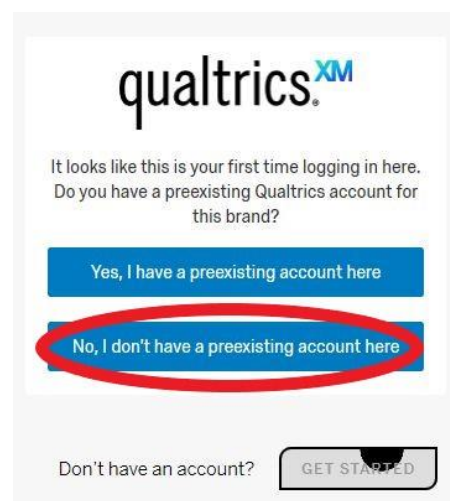 qualtrics.XM
It looks like this is your first time logging in here.
Do you have a preexisting Qualtrics account for
this brand?
Yes, I have a preexisting account here
No, I don't have a preexisting account here
Don't have an account? GET STARTED